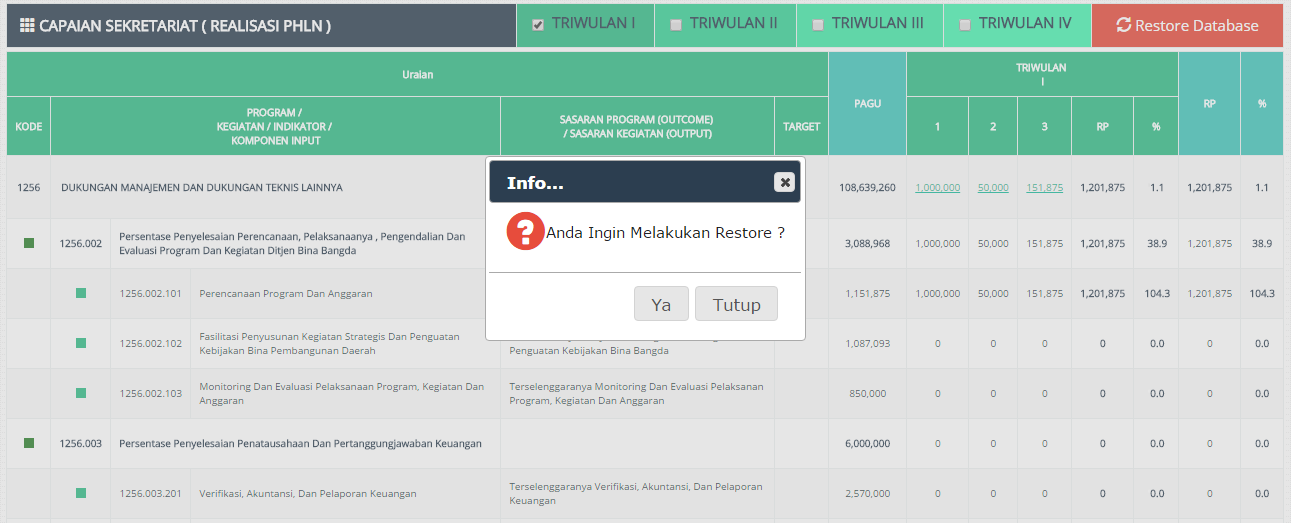 CAPAIAN SEKRETARIAT ( REALISASI PHLN )
TRIWULAN I
TRIWULAN II
TRIWULAN III
TRIWULAN IV
Restore Database
Uraian
PAGU
TRIWULAN
I
RP
%
KODE
PROGRAM /
KEGIATAN / INDIKATOR /
KOMPONEN INPUT
SASARAN PROGRAM (OUTCOME)
/ SASARAN KEGIATAN (OUTPUT)
TARGET
1
2
3
RP
%
1256
DUKUNGAN MANAJEMEN DAN DUKUNGAN TEKNIS LAINNYA
108,639,260
1,000,000
50,000
151,875
1,201,875
1.1
1,201,875
1.1
Info...
Anda Ingin Melakukan Restore ?
Ya
Tutup
1256.002
Persentase Penyelesaian Perencanaan, Pelaksanaanya , Pengendalian Dan
Evaluasi Program Dan Kegiatan Ditjen Bina Bangda
3,088,968
1,000,000
50,000
151,875
1,201,875
38.9
1,201,875
38.9
1256.002.101
Perencanaan Program Dan Anggaran
1,151,875
1,000,000
50,000
151,875
1,201,875
104.3
1,201,875
104.3
1256.002.102
Fasilitasi Penyusunan Kegiatan Strategis Dan Penguatan
Kebijakan Bina Pembangunan Daerah
Penguatan Kebijakan Bina Bangda
1,087,093
0
0
0
0
0.0
0
0.0
1256.002.103
Monitoring Dan Evaluasi Pelaksanaan Program, Kegiatan Dan
Anggaran
Terselenggaranya Monitoring Dan Evaluasi Pelaksanan
Program, Kegiatan Dan Anggaran
850,000
0
0
0
0
0.0
0
0.0
1256.003
Persentase Penyelesaian Penatausahaan Dan Pertanggungjawaban Keuangan
6,000,000
0
0
0
0
0.0
0
0.0
1256.003.201
Verifikasi, Akuntansi, Dan Pelaporan Keuangan
Terselenggaranya Verifikasi, Akuntansi, Dan Pelaporan
Keuangan
2,570,000
0
0
0
0
0.0
0
0.0